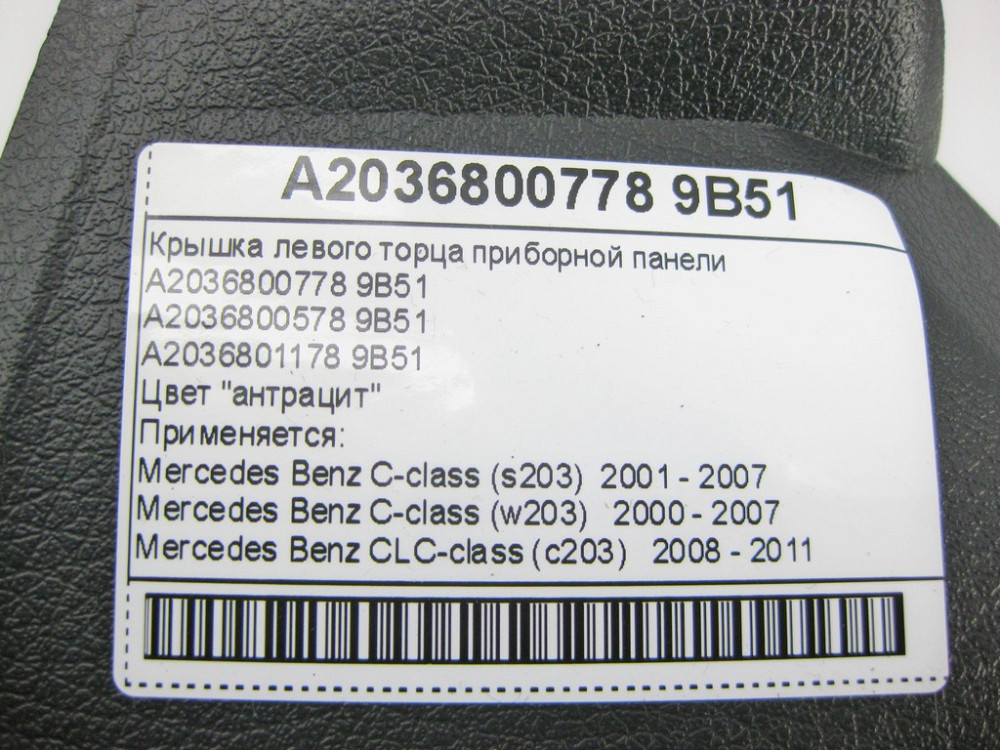 A2036800778 9B51
Крышка левого торца приборной панели
A2036800778 9B51
A2036800578 9B51
A2036801178 9B51
Цвет "антрацит"
Применяется:
Mercedes Benz C-class (s203) 2001 - 2007
Mercedes Benz C-class (w203) 2000 - 2007
Mercedes Benz CLC-class (c203) 2008 - 2011